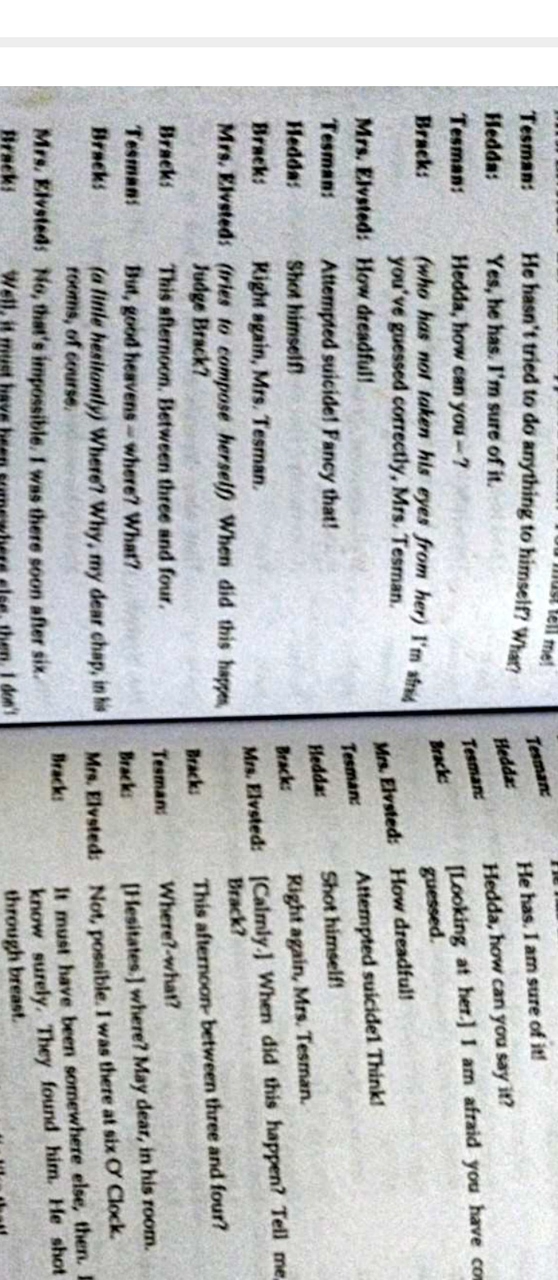 tell me!
Tesman: He hasn't tried to do anything to himself? What?
Hedda: Yes, he has. I'm sure of it.
Tesman: Hedda, how can you – ?
Brack: (who has not taken his eyes from her) I'm afraid
you've guessed correctly, Mrs. Tesman.
Mrs. Elvsted: How dreadful!
Tesman: Attempted suicide! Fancy that!
Hedda: Shot himself!
Brack: Right again, Mrs. Tesman.
Mrs. Elvsted: (tries to compose herself) When did this happen,
Judge Brack?
Brack: This afternoon. Between three and four.
Tesman: But, good heavens – where? What?
Brack: (a little hesitantly) Where? Why, my dear chap, in his
rooms, of course.
Mrs. Elvsted: No, that's impossible. I was there soon after six.
Brack: Well, it must have been somewhere else, then. I don't
Tesman:
Hedda: He has. I am sure of it!
Tesman: Hedda, how can you say it?
Brack: [Looking at her.] I am afraid you have
guessed.
Mrs. Elvsted: How dreadful!
Tesman: Attempted suicide! Think!
Hedda: Shot himself!
Brack: Right again, Mrs. Tesman.
Mrs. Elvsted: [Calmly.] When did this happen? Tell me,
Brack?
Brack: This afternoon- between three and four?
Tesman: Where?-what?
Brack: [Hesitates.] where? May dear, in his room.
Mrs. Elvsted: Not, possible. I was there at six O' Clock.
Brack: It must have been somewhere else, then. I
know surely. They found him. He shot
through breast.